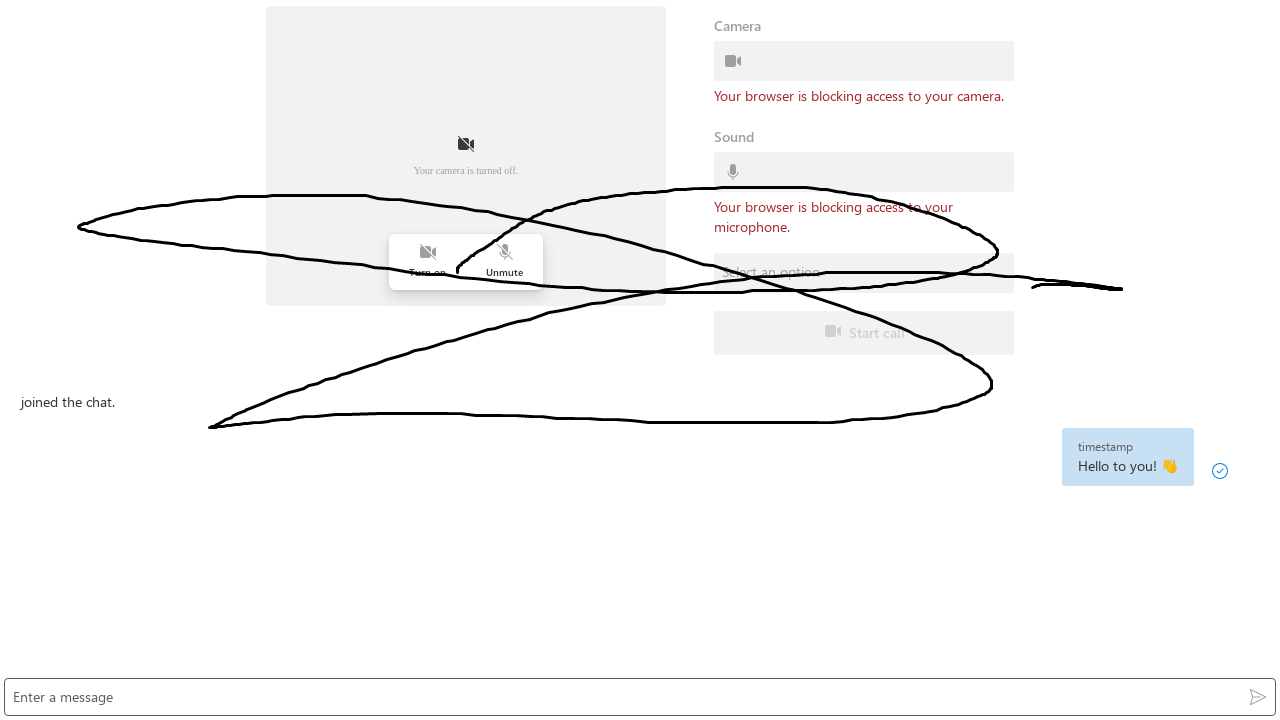 Camera
Your browser is blocking access to your camera.
Your camera is turned off.
Sound
Your browser is blocking access to your
microphone.
Turn on
Unmute
Select an option
Start call
joined the chat.
timestamp
Hello to you! 👋
Enter a message